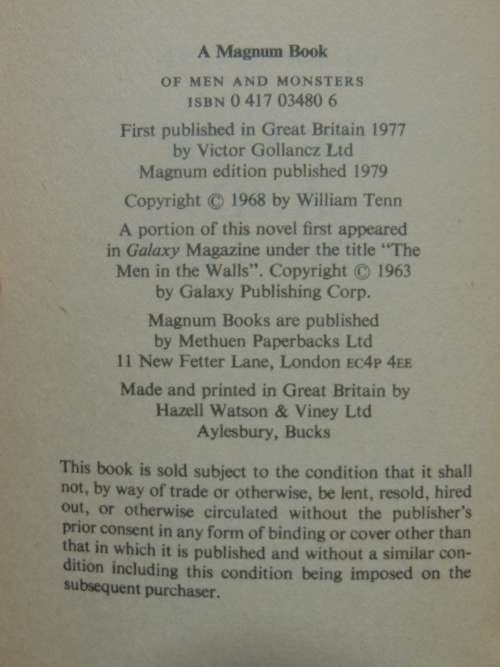 A Magnum Book
OF MEN AND MONSTERS
ISBN 0 417 03480 6
First published in Great Britain 1977
by Victor Gollancz Ltd
Magnum edition published 1979
Copyright © 1968 by William Tenn
A portion of this novel first appeared
in Galaxy Magazine under the title “The
Men in the Walls”. Copyright © 1963
by Galaxy Publishing Corp.
Magnum Books are published
by Methuen Paperbacks Ltd
11 New Fetter Lane, London EC4P 4EE
Made and printed in Great Britain by
Hazell Watson & Viney Ltd
Aylesbury, Bucks
This book is sold subject to the condition that it shall
not, by way of trade or otherwise, be lent, resold, hired
out, or otherwise circulated without the publisher's
prior consent in any form of binding or cover other than
that in which it is published and without a similar con-
dition including this condition being imposed on the
subsequent purchaser.